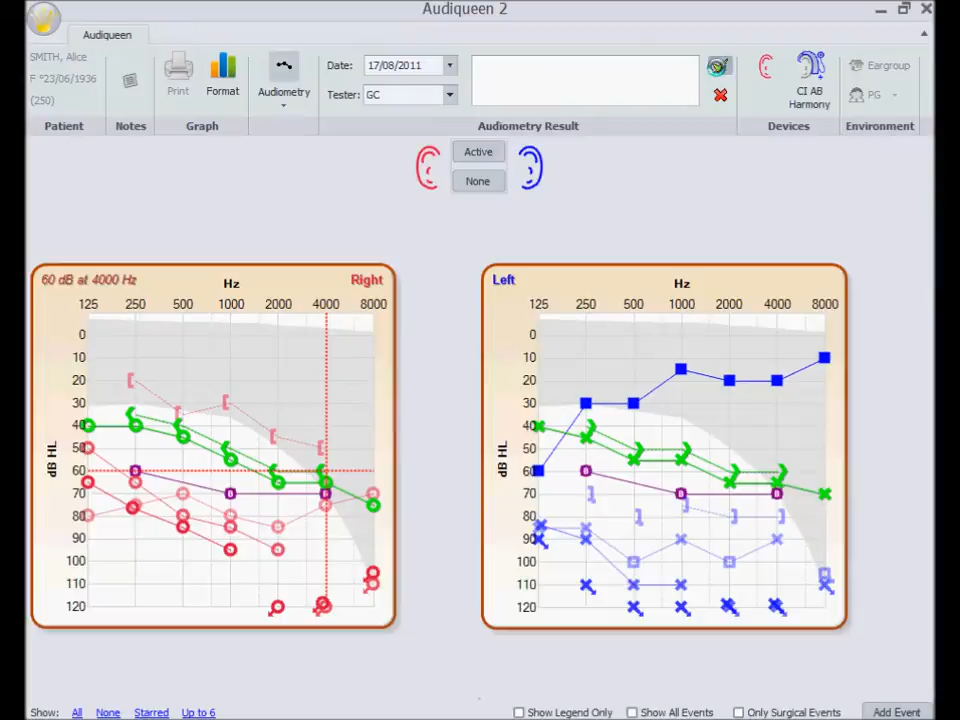 Audiqueen 2
Audiqueen
SMITH, Alice
F °23/06/1936
(250)
Patient
Notes
Print
Format
Graph
Audiometry
Date: 17/08/2011
Tester: GC
Audiometry Result
CI AB
Harmony
Devices
Eargroup
PG
Environment
Active
None
60 dB at 4000 Hz
Hz
Right
125 250 500 1000 2000 4000 8000
0
10
20
30
40
50
60
70
80
90
100
110
120
dB HL
Left
Hz
125 250 500 1000 2000 4000 8000
0
10
20
30
40
50
60
70
80
90
100
110
120
dB HL
Show: All None Starred Up to 6
Show Legend Only Show All Events Only Surgical Events Add Event